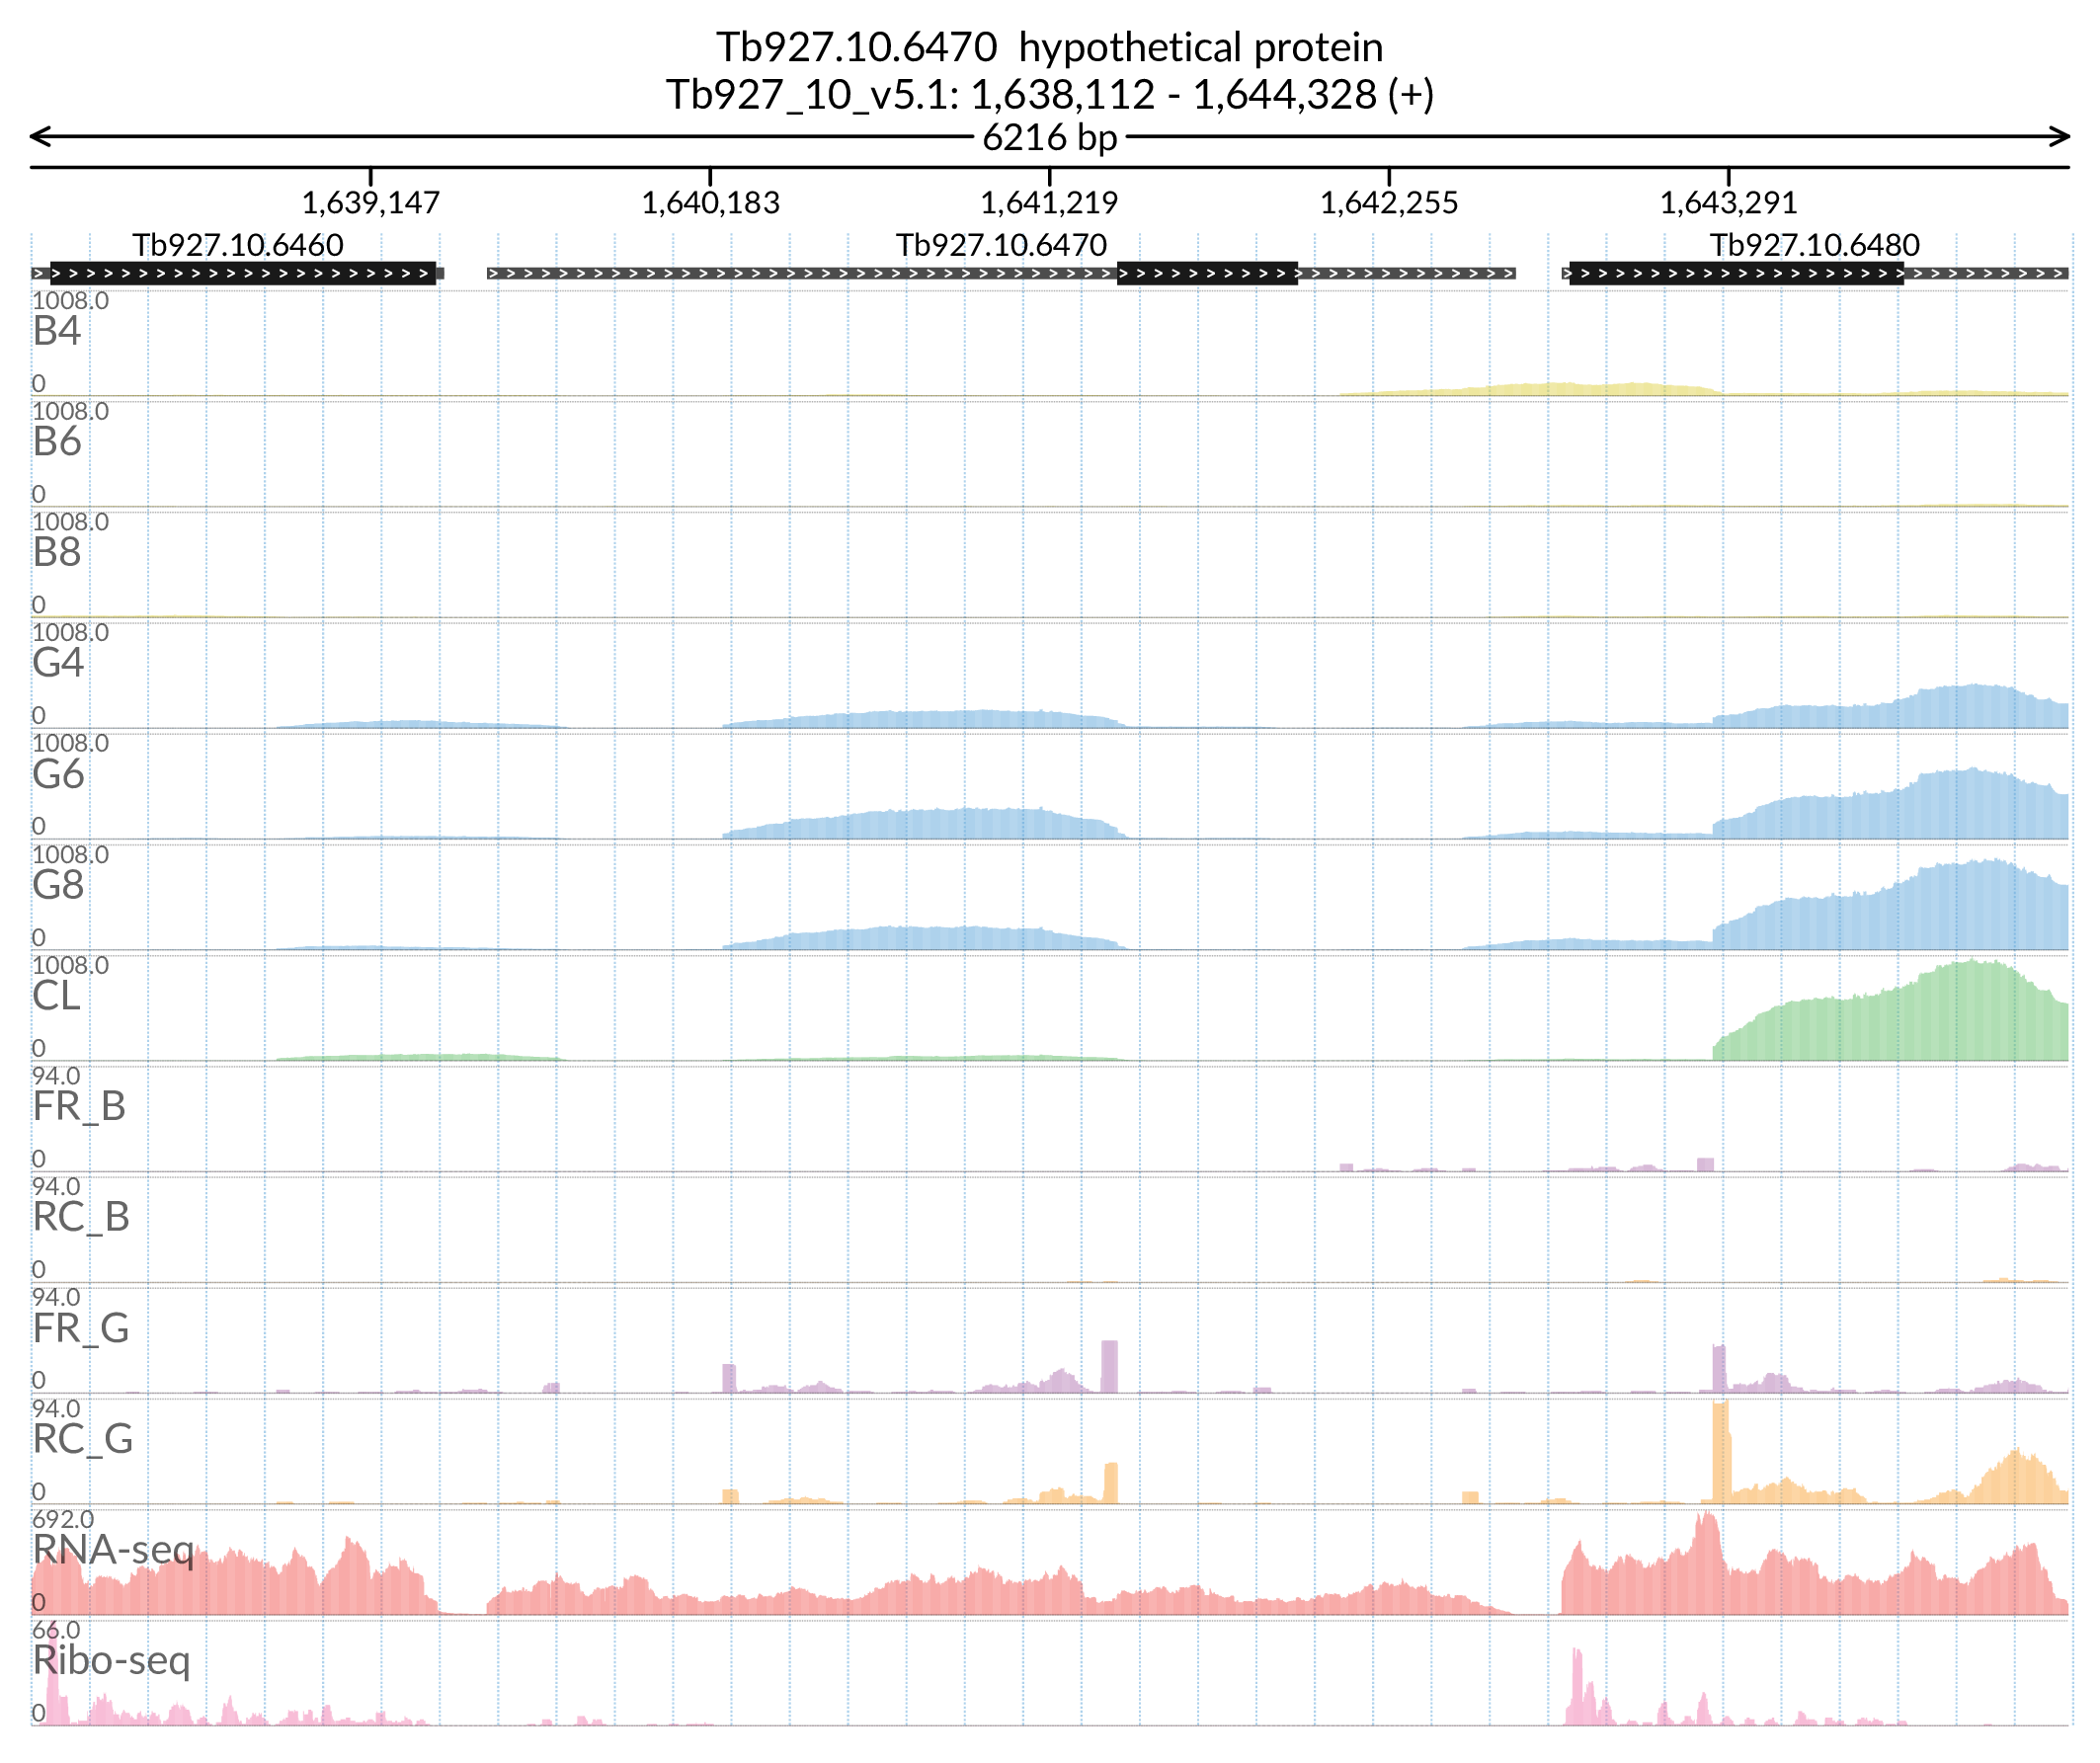 Tb927.10.6470 hypothetical protein
Tb927_10_v5.1: 1,638,112 - 1,644,328 (+)
6216 bp
1,639,147 1,640,183 1,641,219 1,642,255 1,643,291
Tb927.10.6460 Tb927.10.6470 Tb927.10.6480
1008.0
B4
0
1008.0
B6
0
1008.0
B8
0
1008.0
G4
0
1008.0
G6
0
1008.0
G8
0
1008.0
CL
0
94.0
FR_B
0
94.0
RC_B
0
94.0
FR_G
0
94.0
RC_G
0
692.0
RNA-seq
0
66.0
Ribo-seq
0